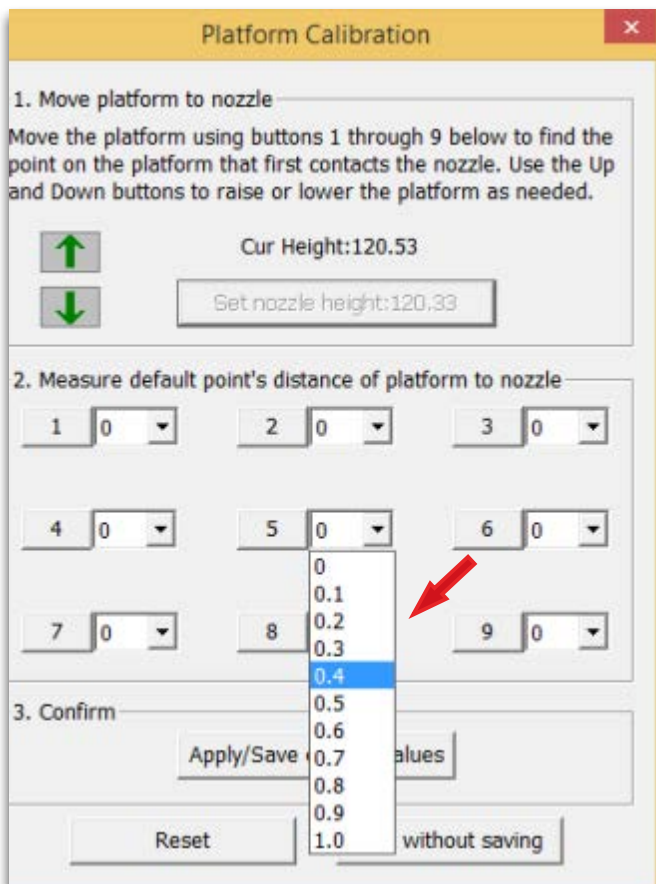 Platform Calibration
1. Move platform to nozzle
Move the platform using buttons 1 through 9 below to find the
point on the platform that first contacts the nozzle. Use the Up
and Down buttons to raise or lower the platform as needed.
Cur Height:120.53
Set nozzle height:120.33
2. Measure default point's distance of platform to nozzle
1 0 2 0 3 0
4 0 5 0 6 0
0
0.1
0.2
0.3
0.4
0.5
0.6
0.7
0.8
0.9
1.0
7 0 8 9 0
3. Confirm
Apply/Save alues
Reset without saving